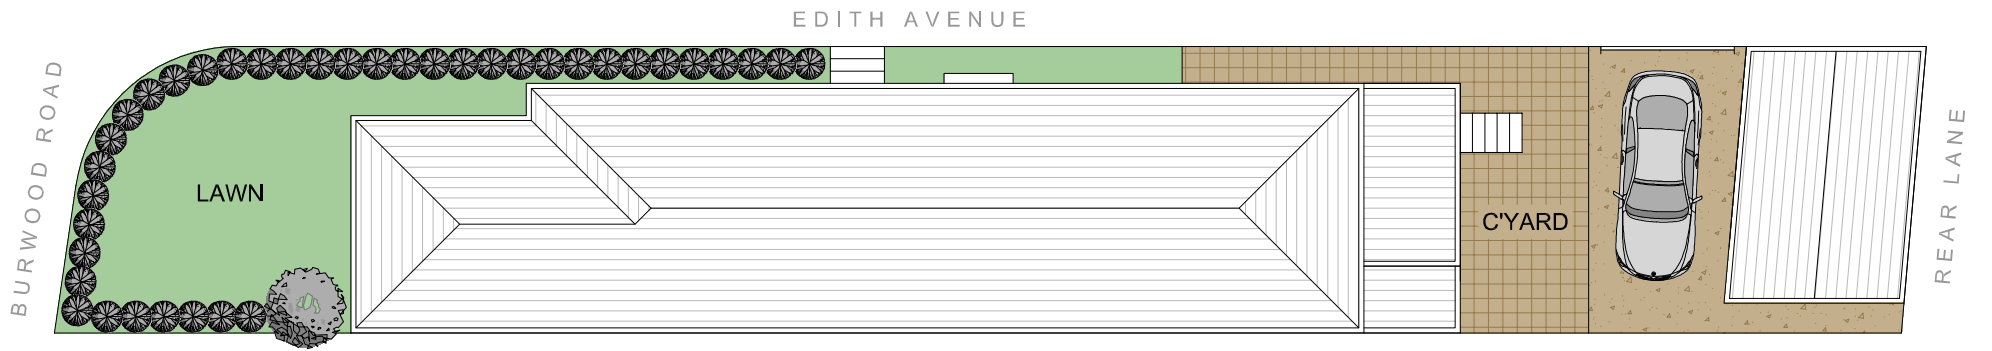 EDITH AVENUE
BURWOOD ROAD
LAWN
C'YARD
REAR LANE